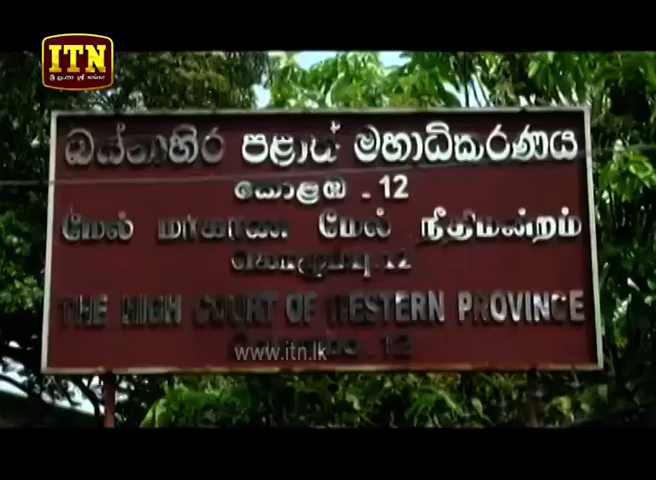 ITN
බස්නාහිර පළාත් මහාධිකරණය
කොළඹ - 12
மேல் மாகாண மேல் நீதிமன்றம்
கொழும்பு - 12
THE HIGH COURT OF WESTERN PROVINCE
www.itn.lk - 12